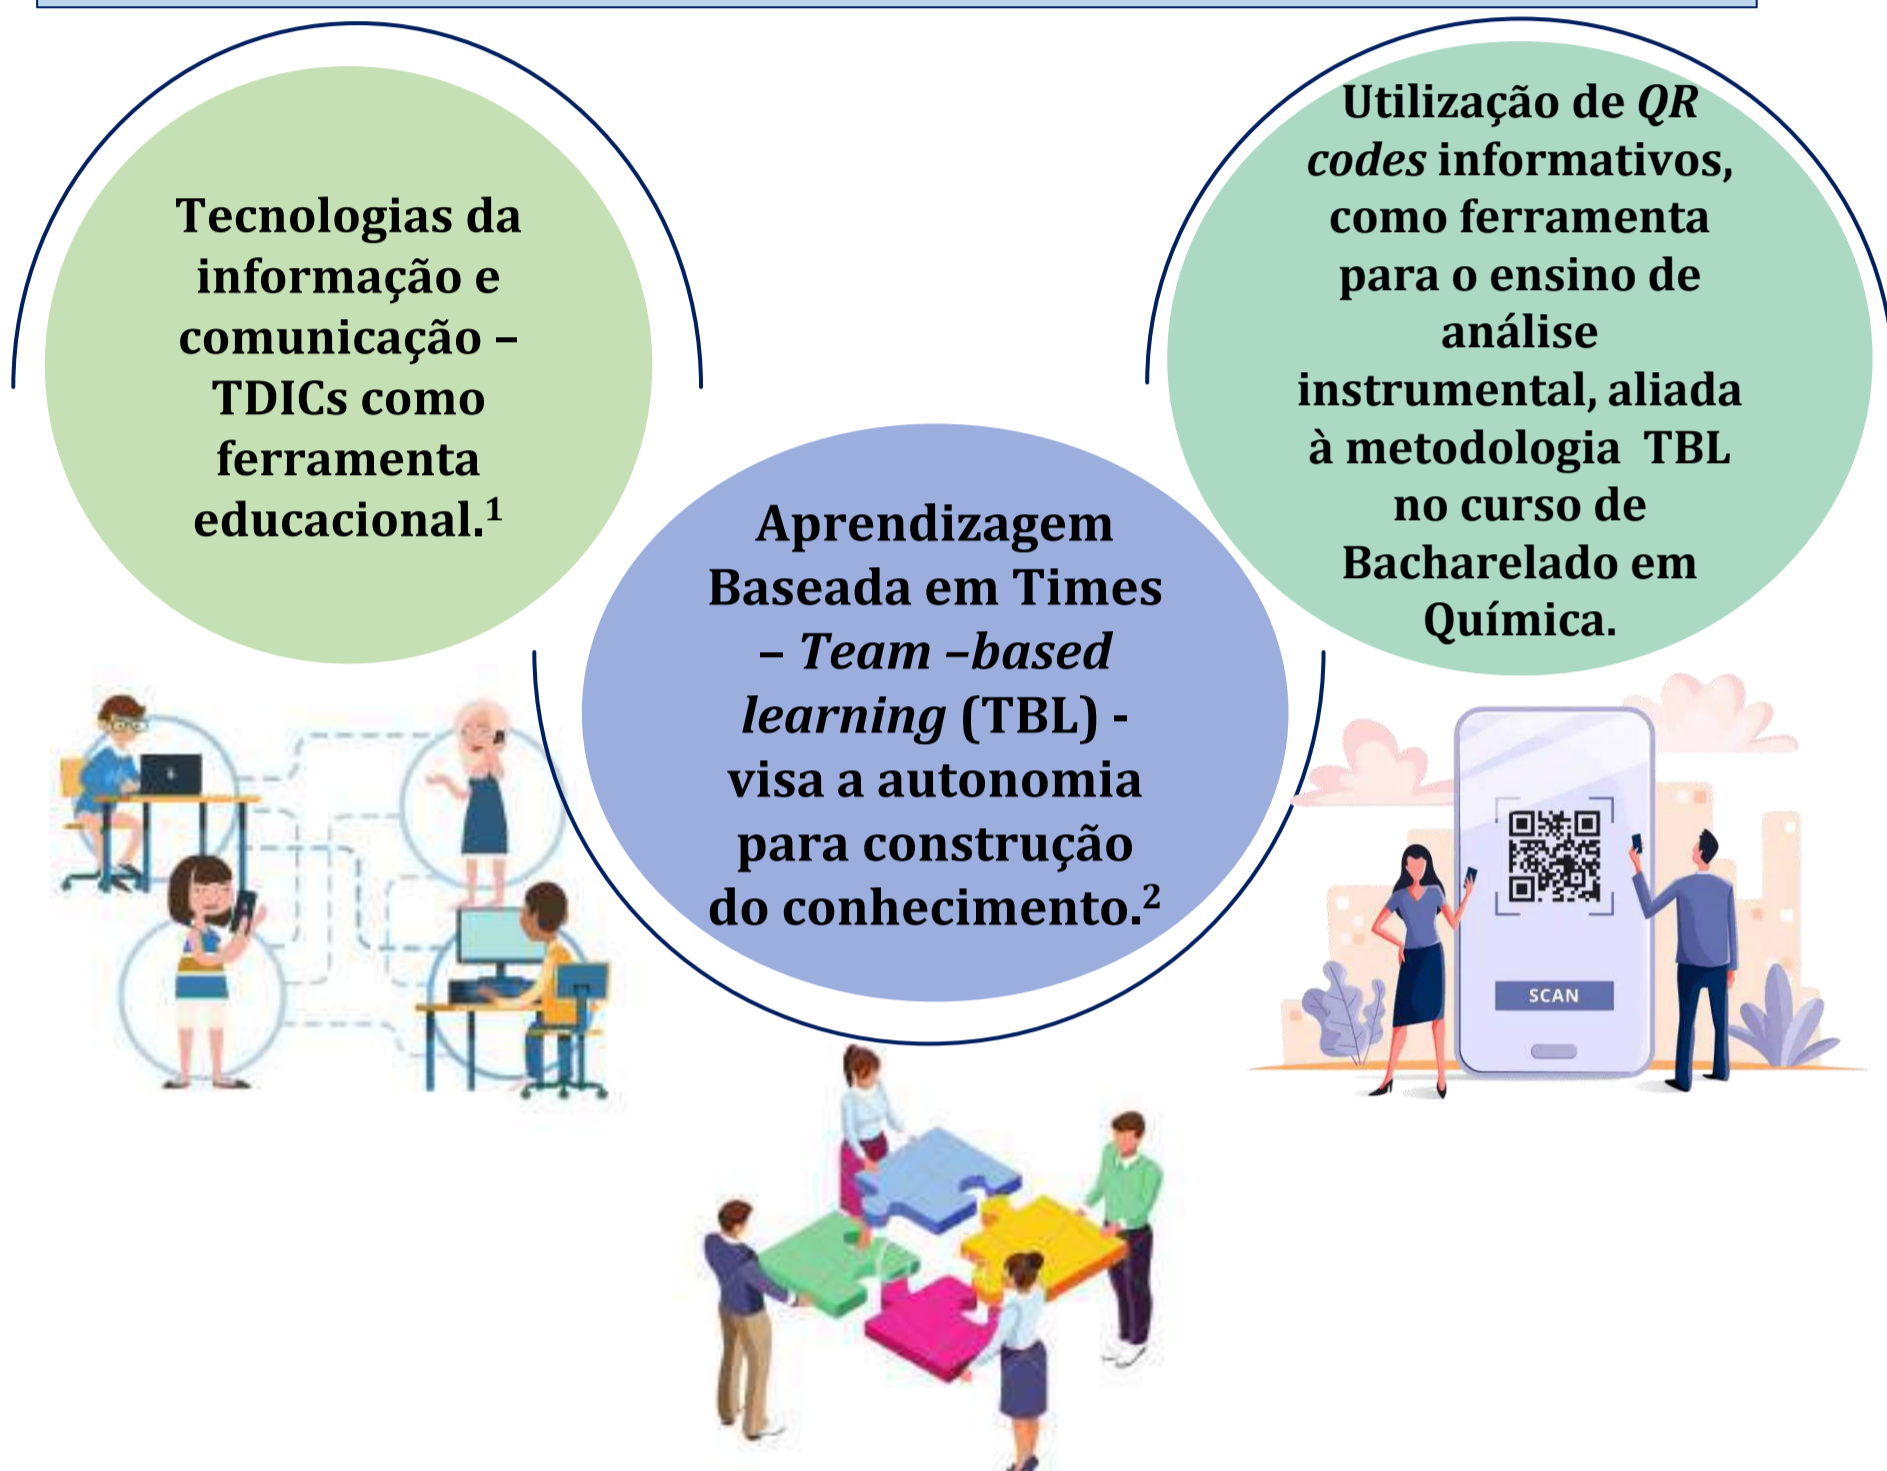 Tecnologias da
informação e
comunicação –
TDICs como
ferramenta
educacional.¹
Aprendizagem
Baseada em Times
– Team –based
learning (TBL) -
visa a autonomia
para construção
do conhecimento.²
Utilização de QR
codes informativos,
como ferramenta
para o ensino de
análise
instrumental, aliada
à metodologia  TBL
no curso de
Bacharelado em
Química.
SCAN